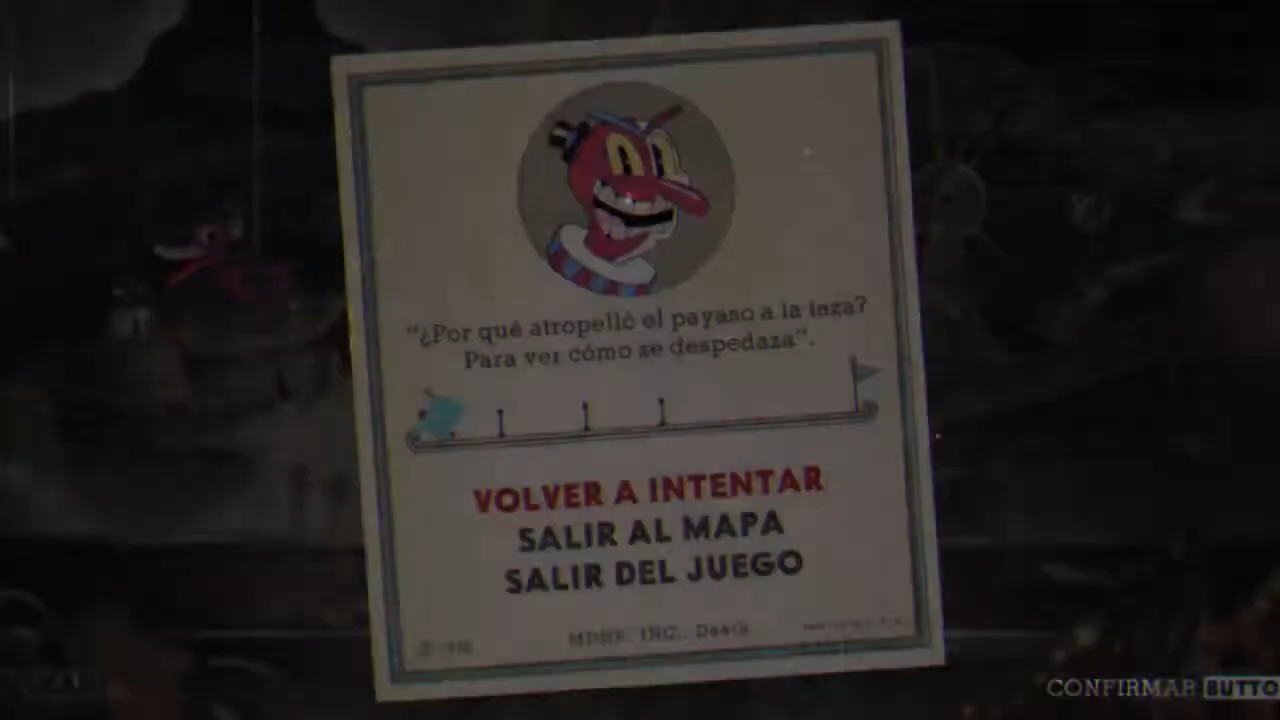 “¿Por qué atropelló el payaso a la taza?
Para ver cómo se despedaza”.
VOLVER A INTENTAR
SALIR AL MAPA
SALIR DEL JUEGO
MDHR, INC., Death
CONFIRMAR BUTTO